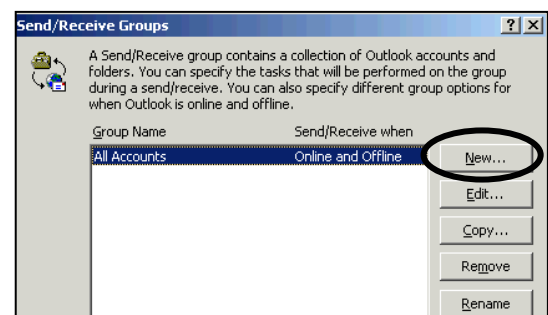 Send/Receive Groups
A Send/Receive group contains a collection of Outlook accounts and
folders. You can specify the tasks that will be performed on the group
during a send/receive. You can also specify different group options for
when Outlook is online and offline.
Group Name Send/Receive when
All Accounts Online and Offline
New...
Edit...
Copy...
Remove
Rename